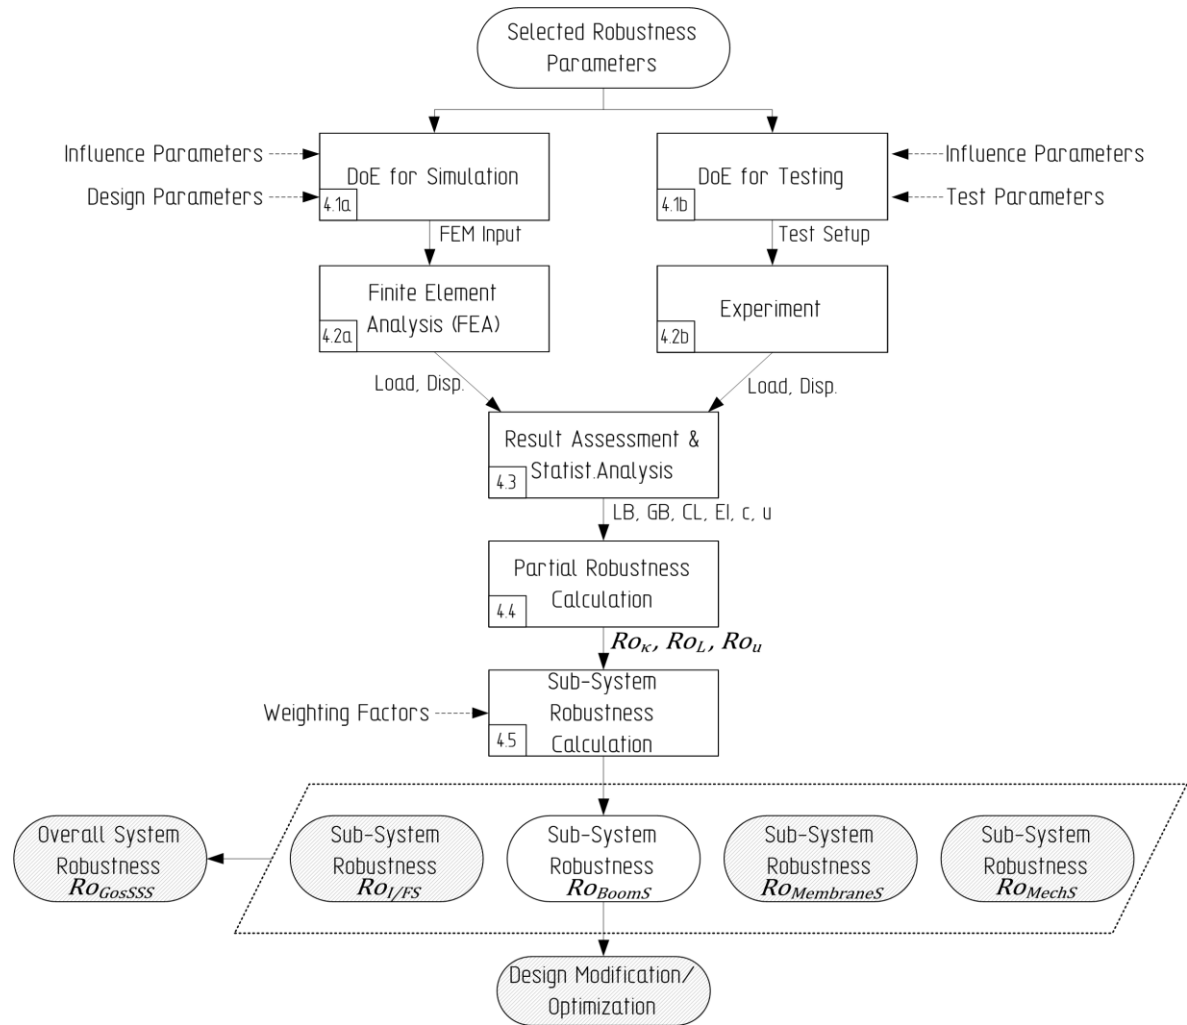 Selected Robustness
Parameters
Influence Parameters
Design Parameters
DoE for Simulation
4.1a
DoE for Testing
4.1b
Influence Parameters
Test Parameters
FEM Input
Test Setup
Finite Element
Analysis (FEA)
4.2a
Experiment
4.2b
Load, Disp.
Load, Disp.
Result Assessment &
Statist.Analysis
4.3
LB, GB, CL, EI, c, u
Partial Robustness
Calculation
4.4
Ro_κ, Ro_L, Ro_u
Weighting Factors
Sub-System
Robustness
Calculation
4.5
Overall System
Robustness
Ro_GosSSS
Sub-System
Robustness
Ro_I/FS
Sub-System
Robustness
Ro_BoomS
Sub-System
Robustness
Ro_MembraneS
Sub-System
Robustness
Ro_MechS
Design Modification/
Optimization